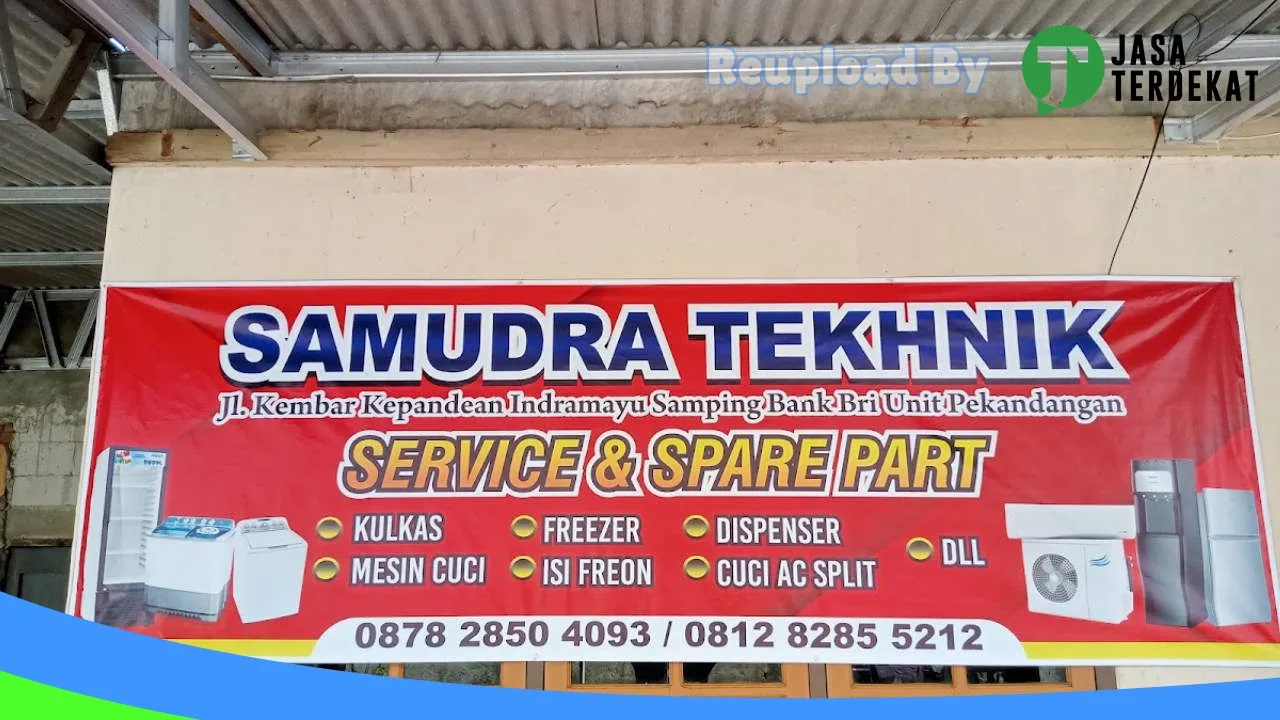 Reupload By
JASA
TERDEKAT
SAMUDRA TEKHNIK
Jl. Kembar Kepandean Indramayu Samping Bank Bri Unit Pekandangan
SERVICE & SPARE PART
KULKAS
FREEZER
DISPENSER
DLL
MESIN CUCI
ISI FREON
CUCI AC SPLIT
0878 2850 4093 / 0812 8285 5212